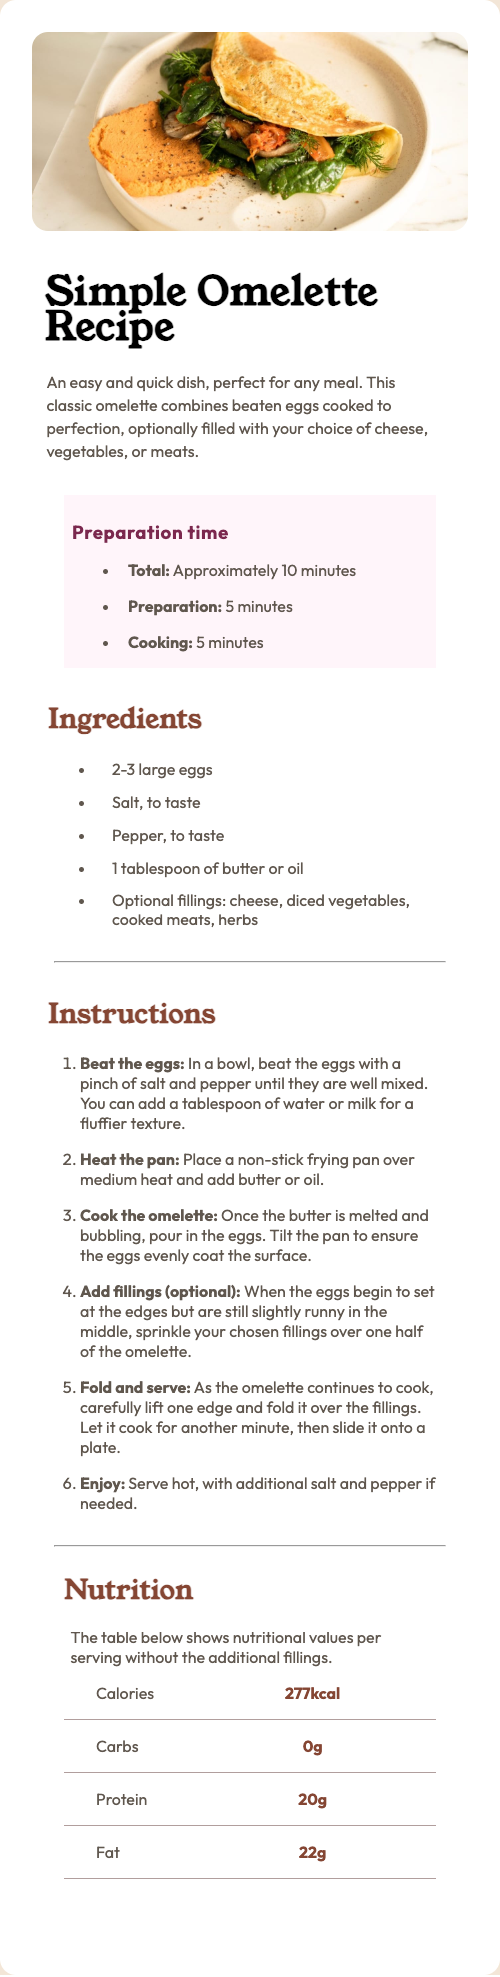 Simple Omelette
Recipe
An easy and quick dish, perfect for any meal. This
classic omelette combines beaten eggs cooked to
perfection, optionally filled with your choice of cheese,
vegetables, or meats.
Preparation time
• Total: Approximately 10 minutes
• Preparation: 5 minutes
• Cooking: 5 minutes
Ingredients
• 2-3 large eggs
• Salt, to taste
• Pepper, to taste
• 1 tablespoon of butter or oil
• Optional fillings: cheese, diced vegetables,
cooked meats, herbs
Instructions
1. Beat the eggs: In a bowl, beat the eggs with a
pinch of salt and pepper until they are well mixed.
You can add a tablespoon of water or milk for a
fluffier texture.
2. Heat the pan: Place a non-stick frying pan over
medium heat and add butter or oil.
3. Cook the omelette: Once the butter is melted and
bubbling, pour in the eggs. Tilt the pan to ensure
the eggs evenly coat the surface.
4. Add fillings (optional): When the eggs begin to set
at the edges but are still slightly runny in the
middle, sprinkle your chosen fillings over one half
of the omelette.
5. Fold and serve: As the omelette continues to cook,
carefully lift one edge and fold it over the fillings.
Let it cook for another minute, then slide it onto a
plate.
6. Enjoy: Serve hot, with additional salt and pepper if
needed.
Nutrition
The table below shows nutritional values per
serving without the additional fillings.
Calories 277kcal
Carbs 0g
Protein 20g
Fat 22g